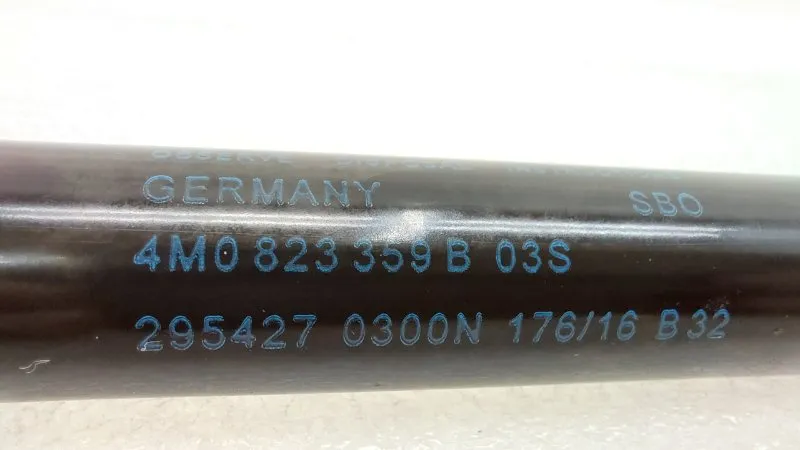 GERMANY SBO
4M0 823 359 B 03S
295427 0300N 176/16 B32